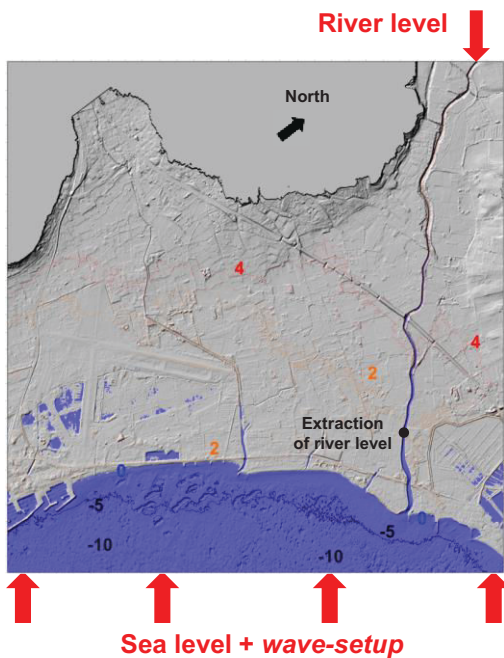 River level
North
4
4
2
Extraction
of river level
2
0
0
-5
-5
-10
-10
Sea level + wave-setup